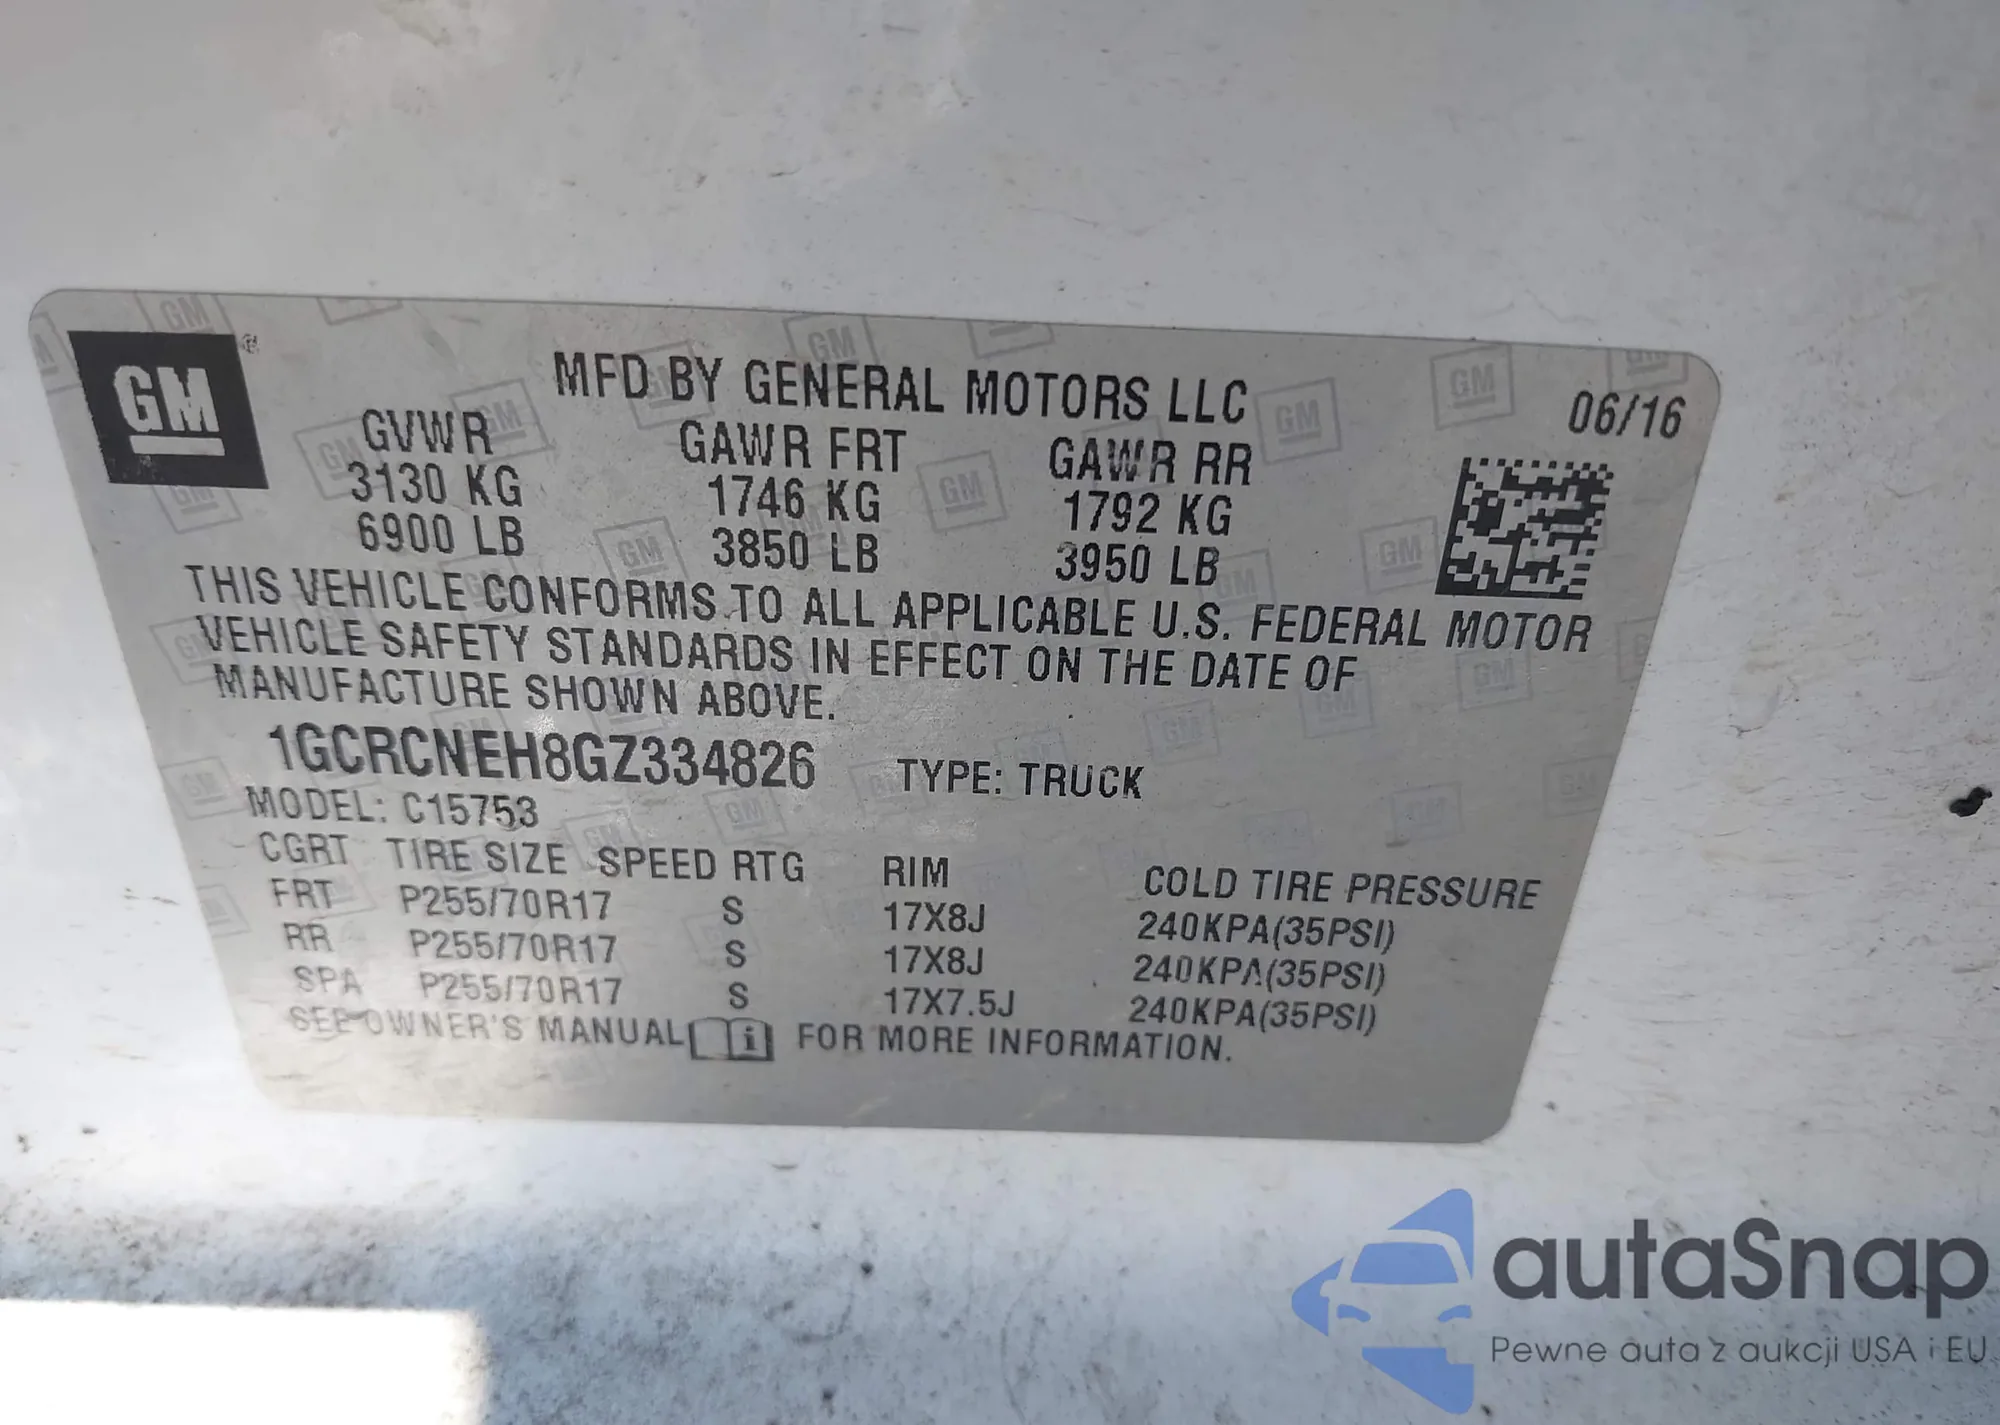 GM
MFD BY GENERAL MOTORS LLC
06/16
GVWR GAWR FRT GAWR RR
3130 KG 1746 KG 1792 KG
6900 LB 3850 LB 3950 LB
THIS VEHICLE CONFORMS TO ALL APPLICABLE U.S. FEDERAL MOTOR
VEHICLE SAFETY STANDARDS IN EFFECT ON THE DATE OF
MANUFACTURE SHOWN ABOVE.
1GCRCNEH8GZ334826 TYPE: TRUCK
MODEL: C15753
CGRT TIRE SIZE SPEED RTG RIM COLD TIRE PRESSURE
FRT P255/70R17 S 17X8J 240KPA(35PSI)
RR P255/70R17 S 17X8J 240KPA(35PSI)
SPA P255/70R17 S 17X7.5J 240KPA(35PSI)
SEE OWNER'S MANUAL i FOR MORE INFORMATION.
autaSnap
Pewne auta z aukcji USA i EU